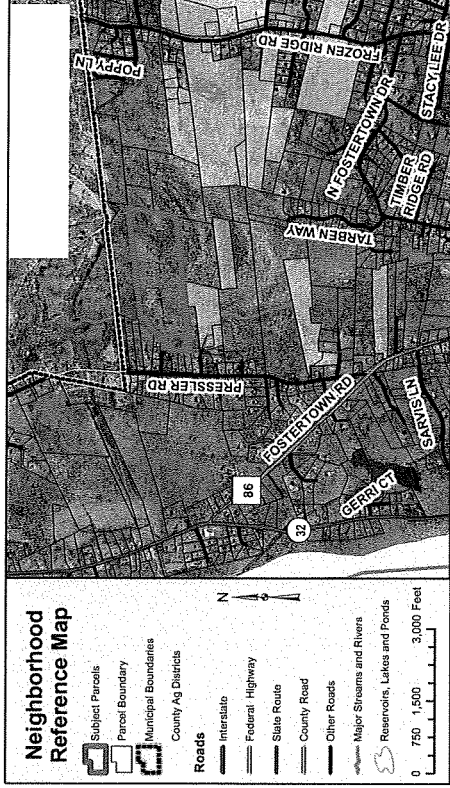 Neighborhood
Reference Map
Subject Parcels
Parcel Boundary
Municipal Boundaries
County Ag Districts
Roads
Interstate
Federal Highway
State Route
County Road
Other Roads
Major Streams and Rivers
Reservoirs, Lakes and Ponds
N
0 750 1,500 3,000 Feet
POPPY LN
FROZEN RIDGE RD
N FOSTERTOWN DR
STACY LEE DR
TIMBER
RIDGE RD
TARBEN WAY
PRESSLER RD
FOSTERTOWN RD
86
32
GERRI CT
SARVIS LN